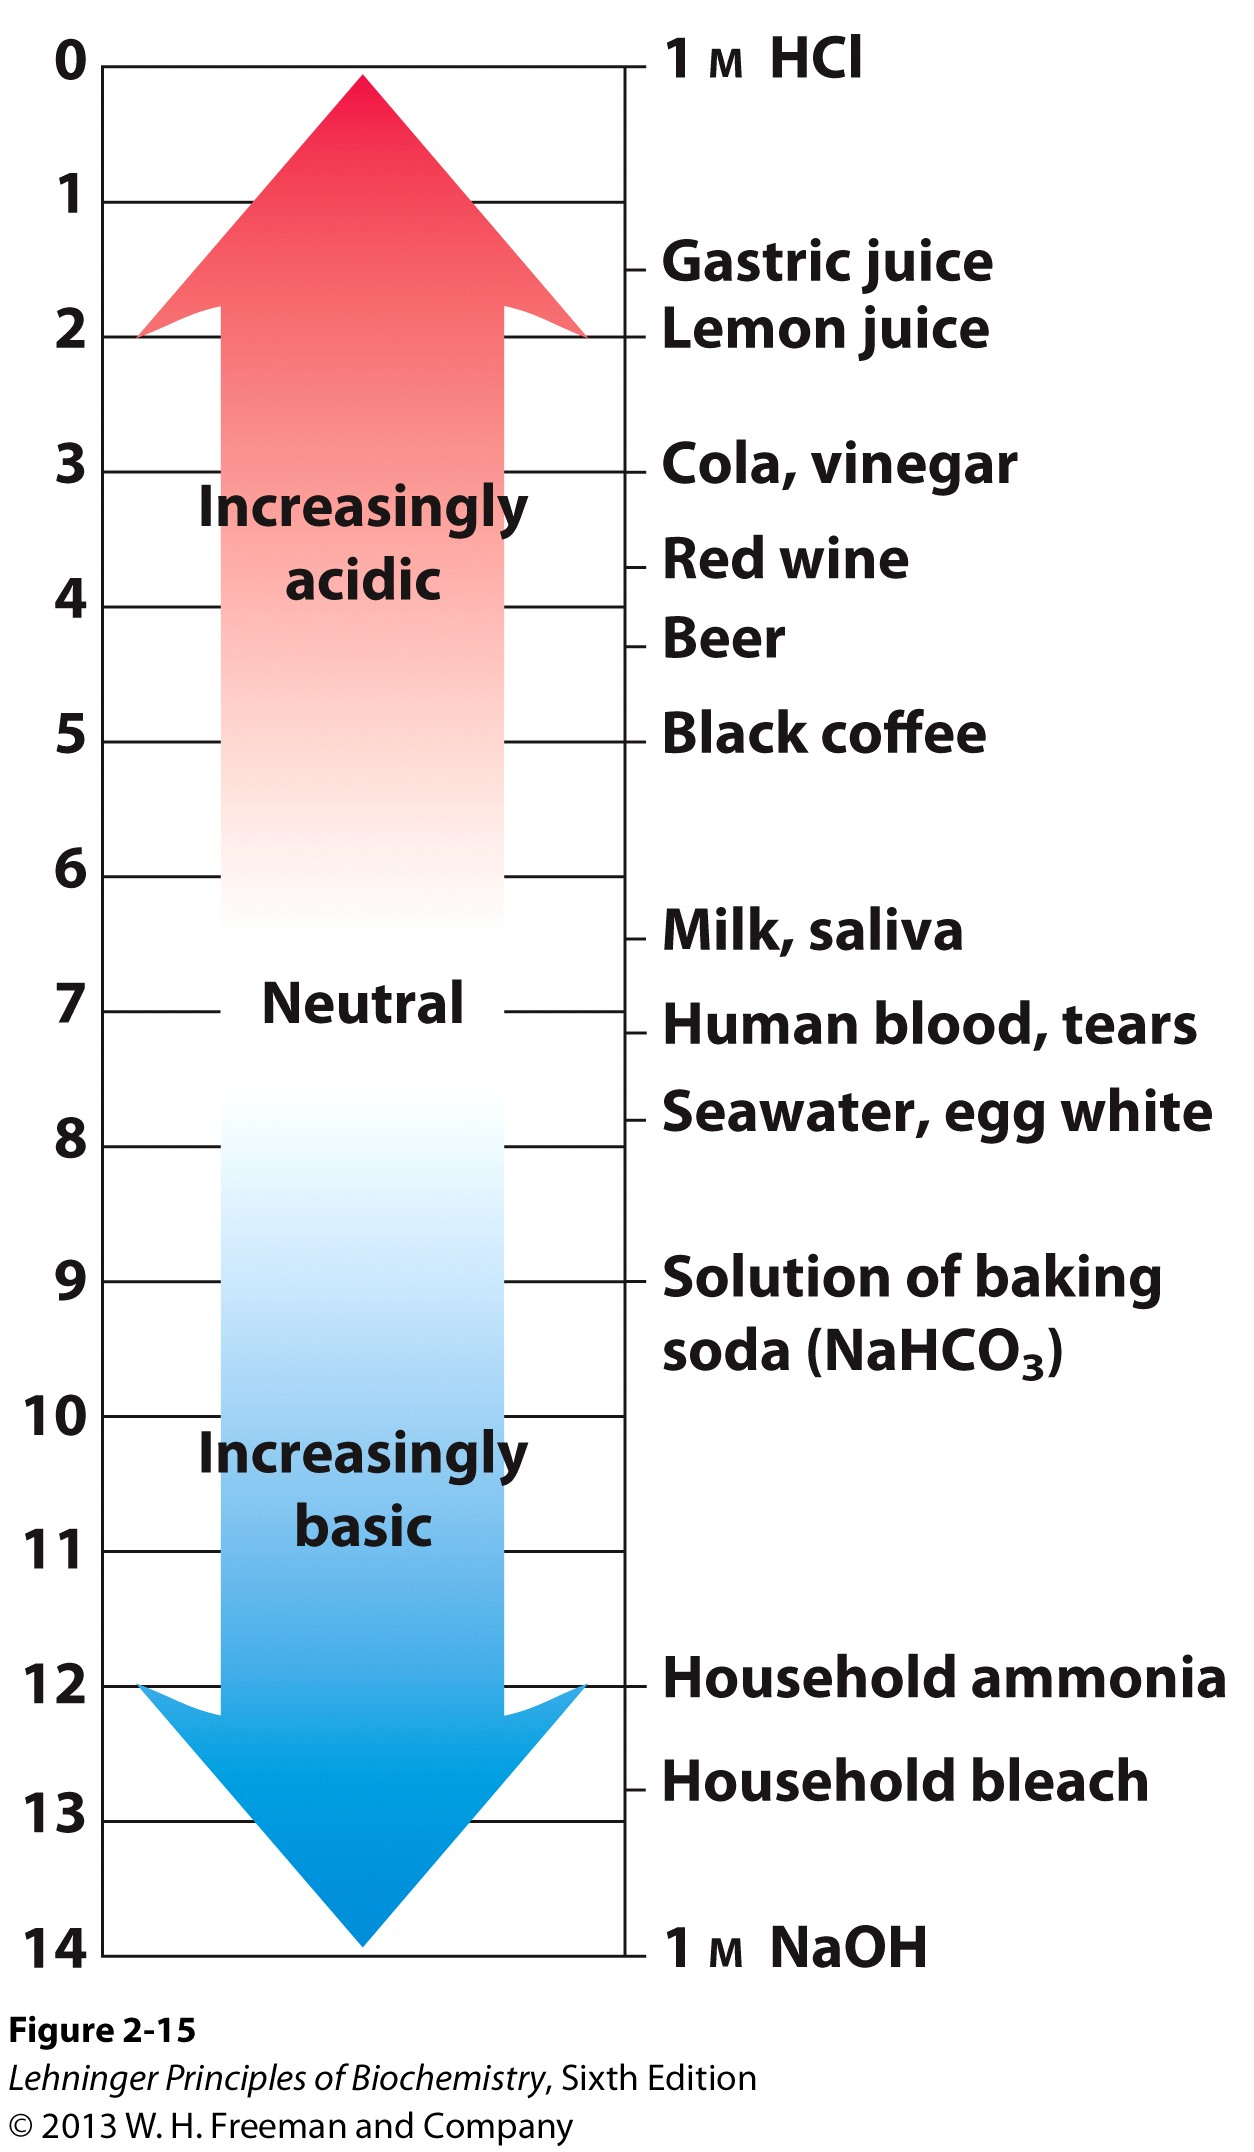 0
1 M HCl
1
Gastric juice
2
Lemon juice
3
Cola, vinegar
Increasingly
acidic
Red wine
4
Beer
5
Black coffee
6
Milk, saliva
7
Neutral
Human blood, tears
Seawater, egg white
8
9
Solution of baking
soda (NaHCO₃)
10
Increasingly
basic
11
12
Household ammonia
Household bleach
13
14
1 M NaOH
Figure 2-15
Lehninger Principles of Biochemistry, Sixth Edition
© 2013 W. H. Freeman and Company